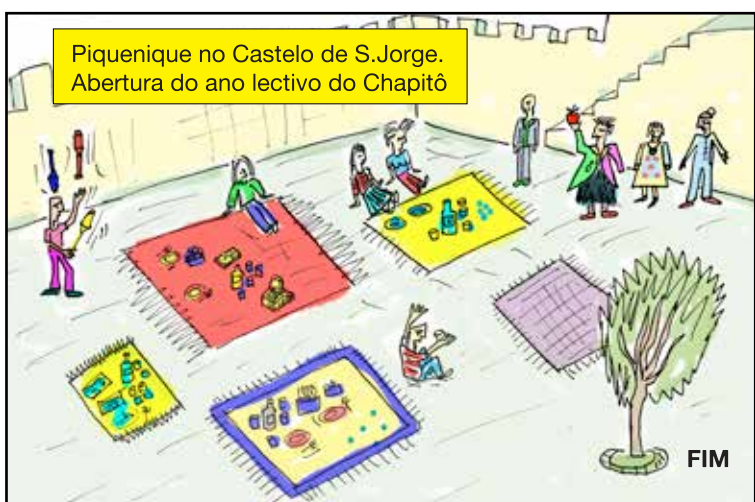 Piquenique no Castelo de S.Jorge.
Abertura do ano lectivo do Chapitô
FIM